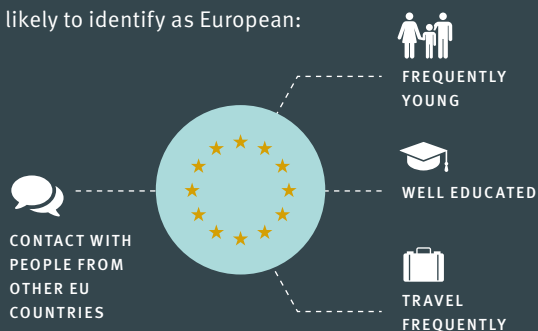 likely to identify as European:
FREQUENTLY
YOUNG
WELL EDUCATED
CONTACT WITH
PEOPLE FROM
OTHER EU
COUNTRIES
TRAVEL
FREQUENTLY